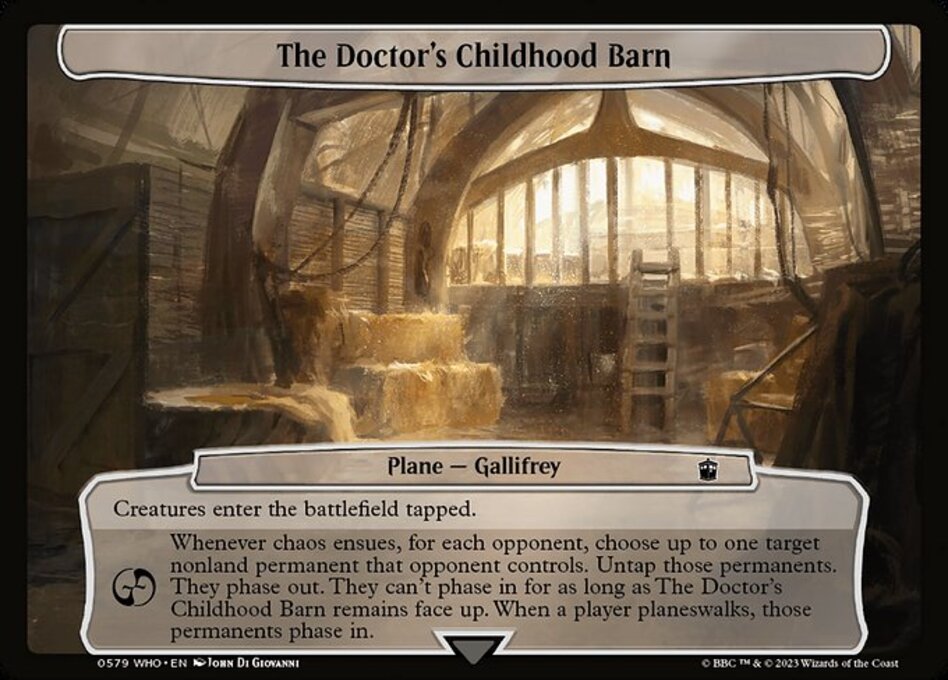 The Doctor's Childhood Barn
Plane — Gallifrey
Creatures enter the battlefield tapped.
Whenever chaos ensues, for each opponent, choose up to one target
nonland permanent that opponent controls. Untap those permanents.
They phase out. They can't phase in for as long as The Doctor's
Childhood Barn remains face up. When a player planeswalks, those
permanents phase in.
0579 WHO • EN John Di Giovanni
© BBC ™ & © 2023 Wizards of the Coast